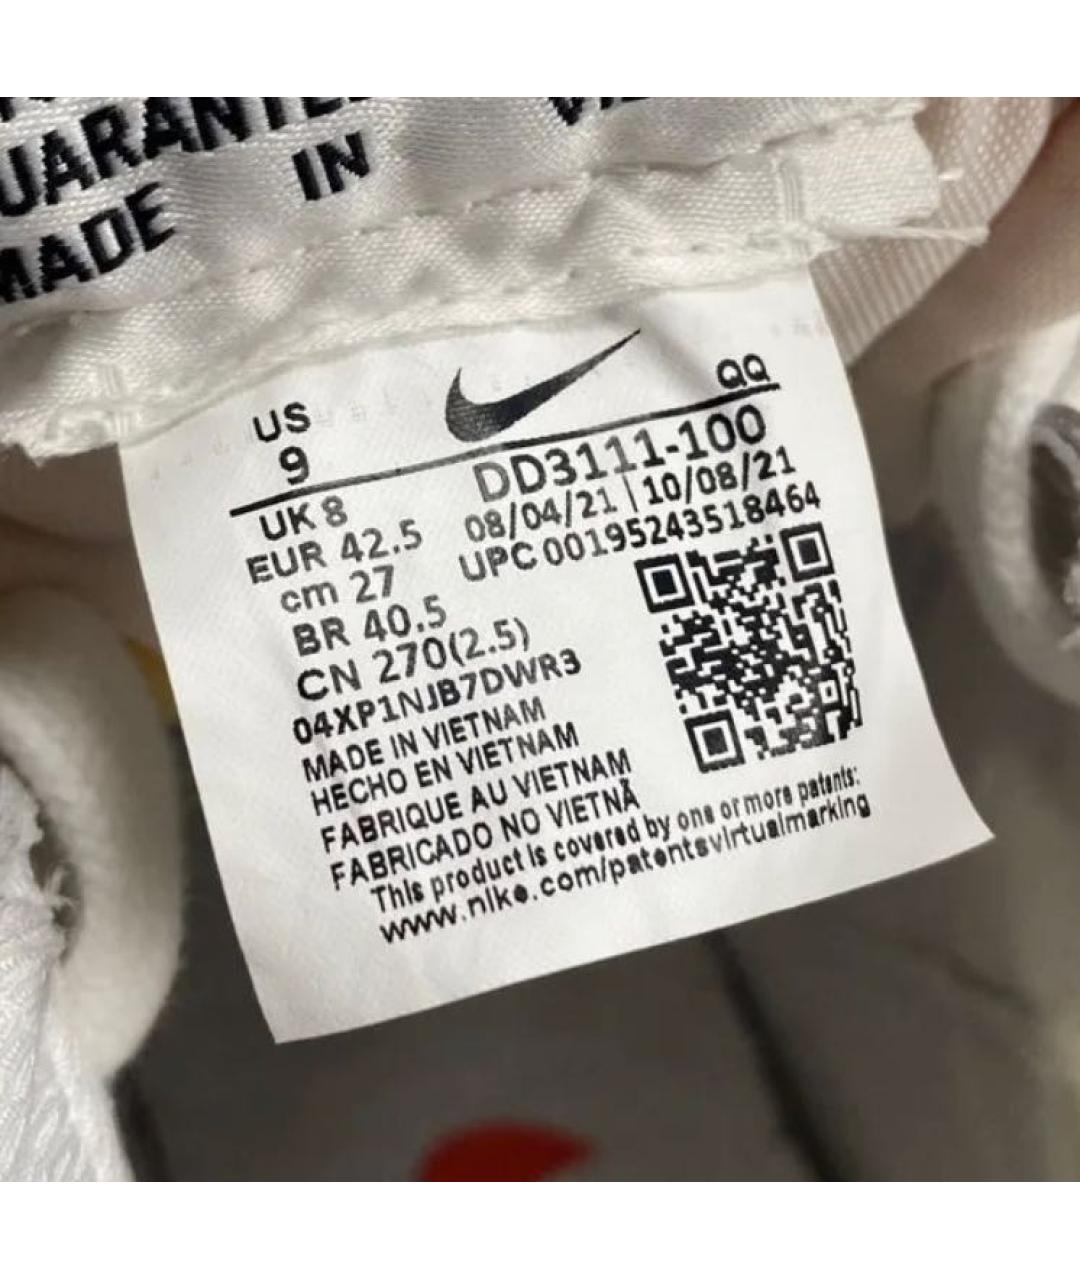 MADE IN
US
9
QQ
DD3111-100
08/04/21 | 10/08/21
UPC 00195243518464
UK 8
EUR 42.5
cm 27
BR 40.5
CN 270(2.5)
04XP1NJB7DWR3
MADE IN VIETNAM
HECHO EN VIETNAM
FABRIQUE AU VIETNAM
FABRICADO NO VIETNÃ
This product is covered by one or more patents:
www.nike.com/patentsvirtualmarking